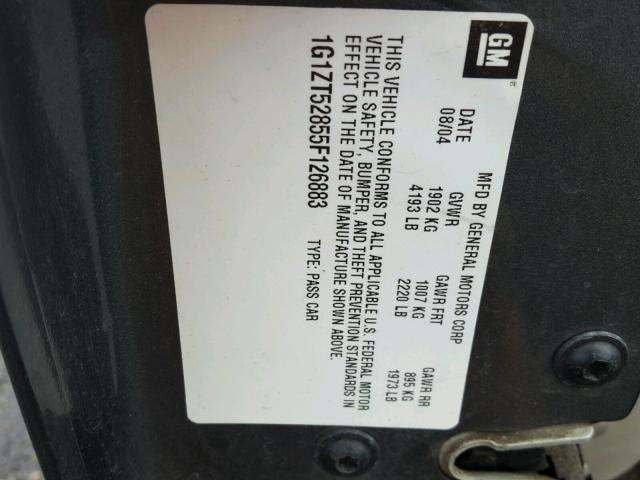 GM
MFD BY GENERAL MOTORS CORP
DATE GVWR GAWR FRT GAWR RR
08/04 1902 KG 1007 KG 895 KG
4193 LB 2220 LB 1973 LB
THIS VEHICLE CONFORMS TO ALL APPLICABLE U.S. FEDERAL MOTOR
VEHICLE SAFETY, BUMPER, AND THEFT PREVENTION STANDARDS IN
EFFECT ON THE DATE OF MANUFACTURE SHOWN ABOVE.
1G1ZT52855F126883 TYPE: PASS CAR